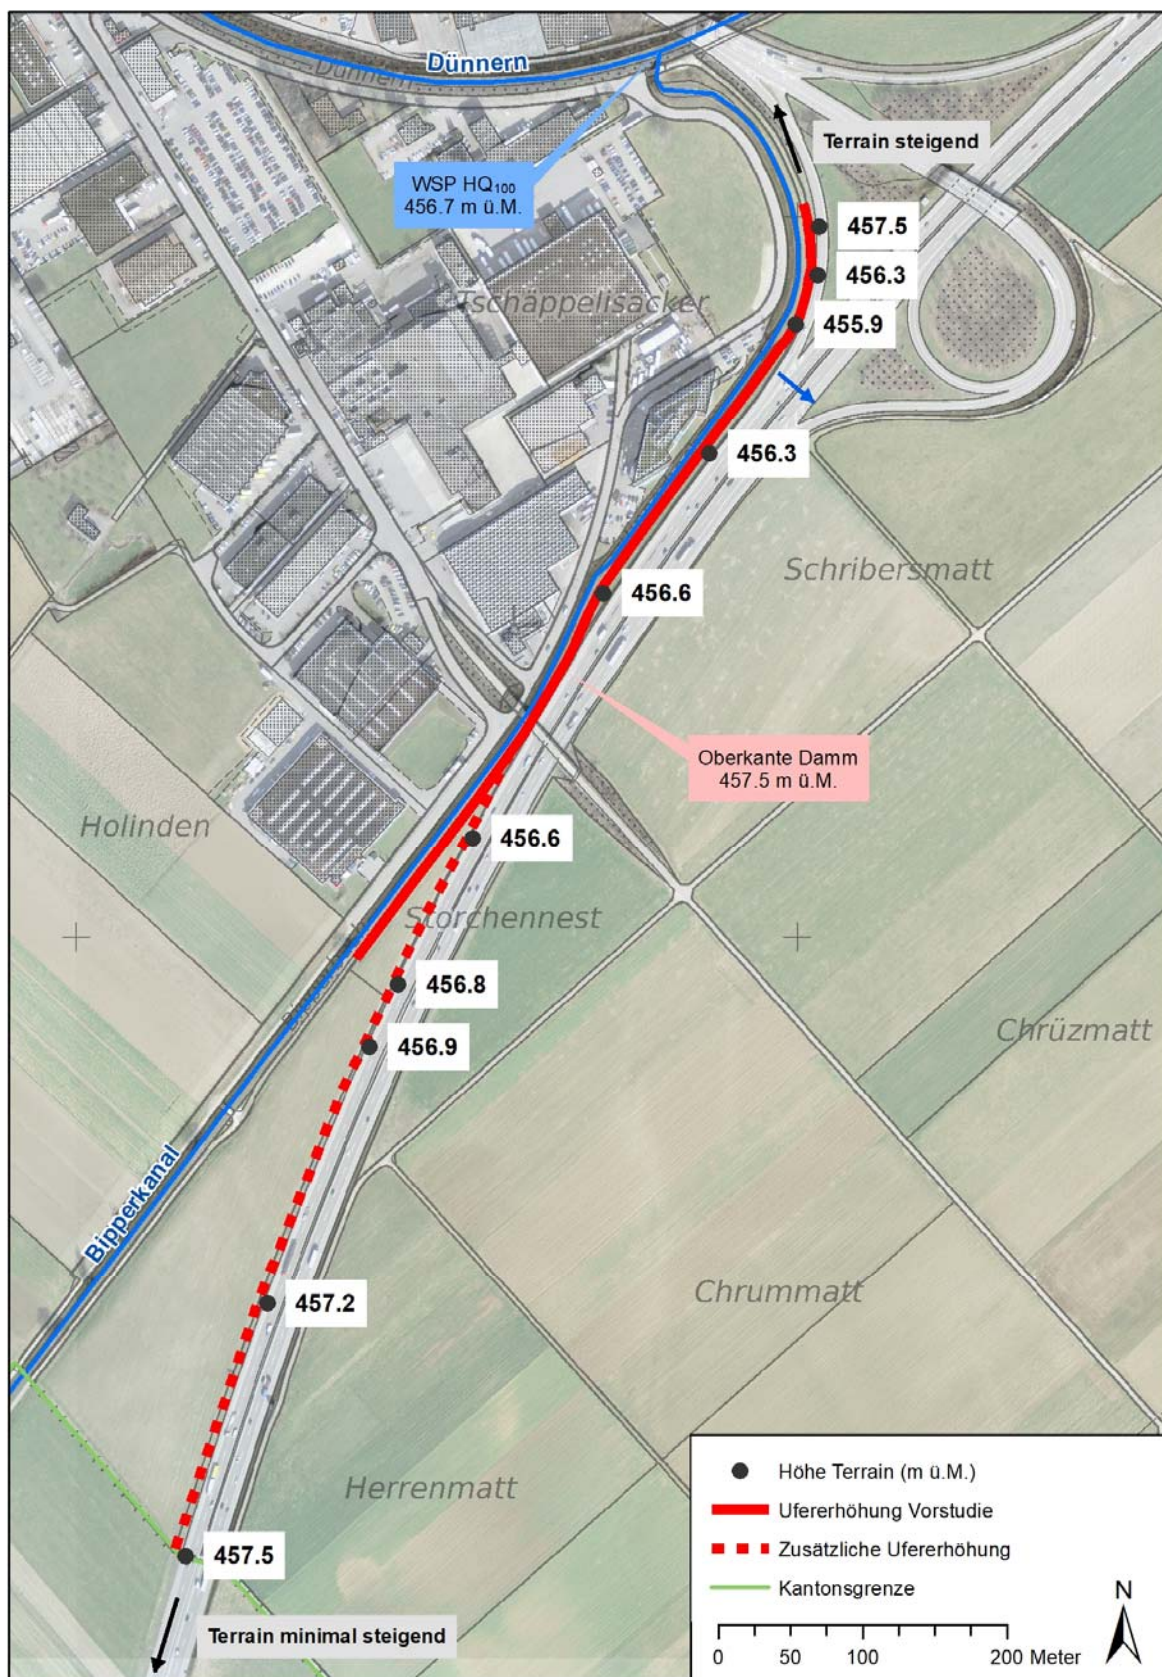 Dünnern
Dünnern
Terrain steigend
WSP HQ₁₀₀
456.7 m ü.M.
457.5
456.3
Tschäppelisacker
455.9
456.3
Schribersmatt
456.6
Oberkante Damm
457.5 m ü.M.
Holinden
456.6
Storchennest
456.8
Chrüzmatt
456.9
Bipperkanal
Chrummatt
457.2
Herrenmatt
457.5
Terrain minimal steigend
Höhe Terrain (m ü.M.)
Ufererhöhung Vorstudie
Zusätzliche Ufererhöhung
Kantonsgrenze
N
0 50 100 200 Meter